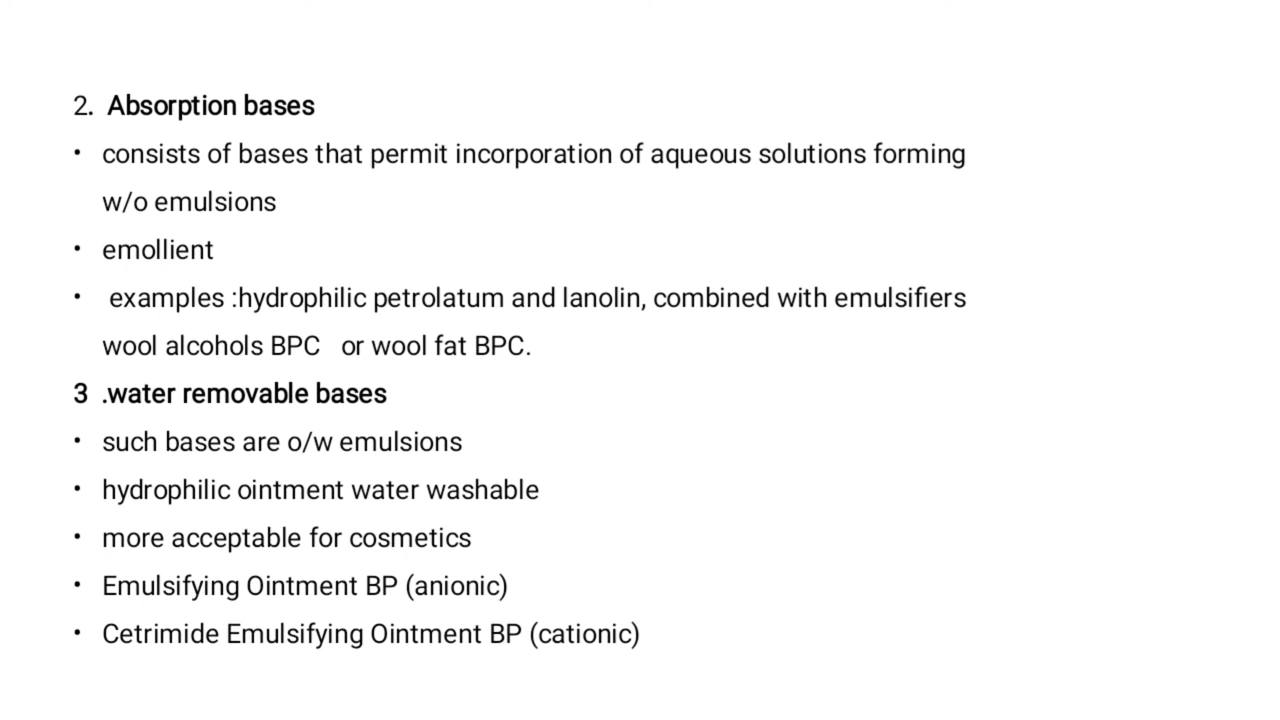 2. Absorption bases
• consists of bases that permit incorporation of aqueous solutions forming
w/o emulsions
• emollient
• examples :hydrophilic petrolatum and lanolin, combined with emulsifiers
wool alcohols BPC or wool fat BPC.
3 .water removable bases
• such bases are o/w emulsions
• hydrophilic ointment water washable
• more acceptable for cosmetics
• Emulsifying Ointment BP (anionic)
• Cetrimide Emulsifying Ointment BP (cationic)